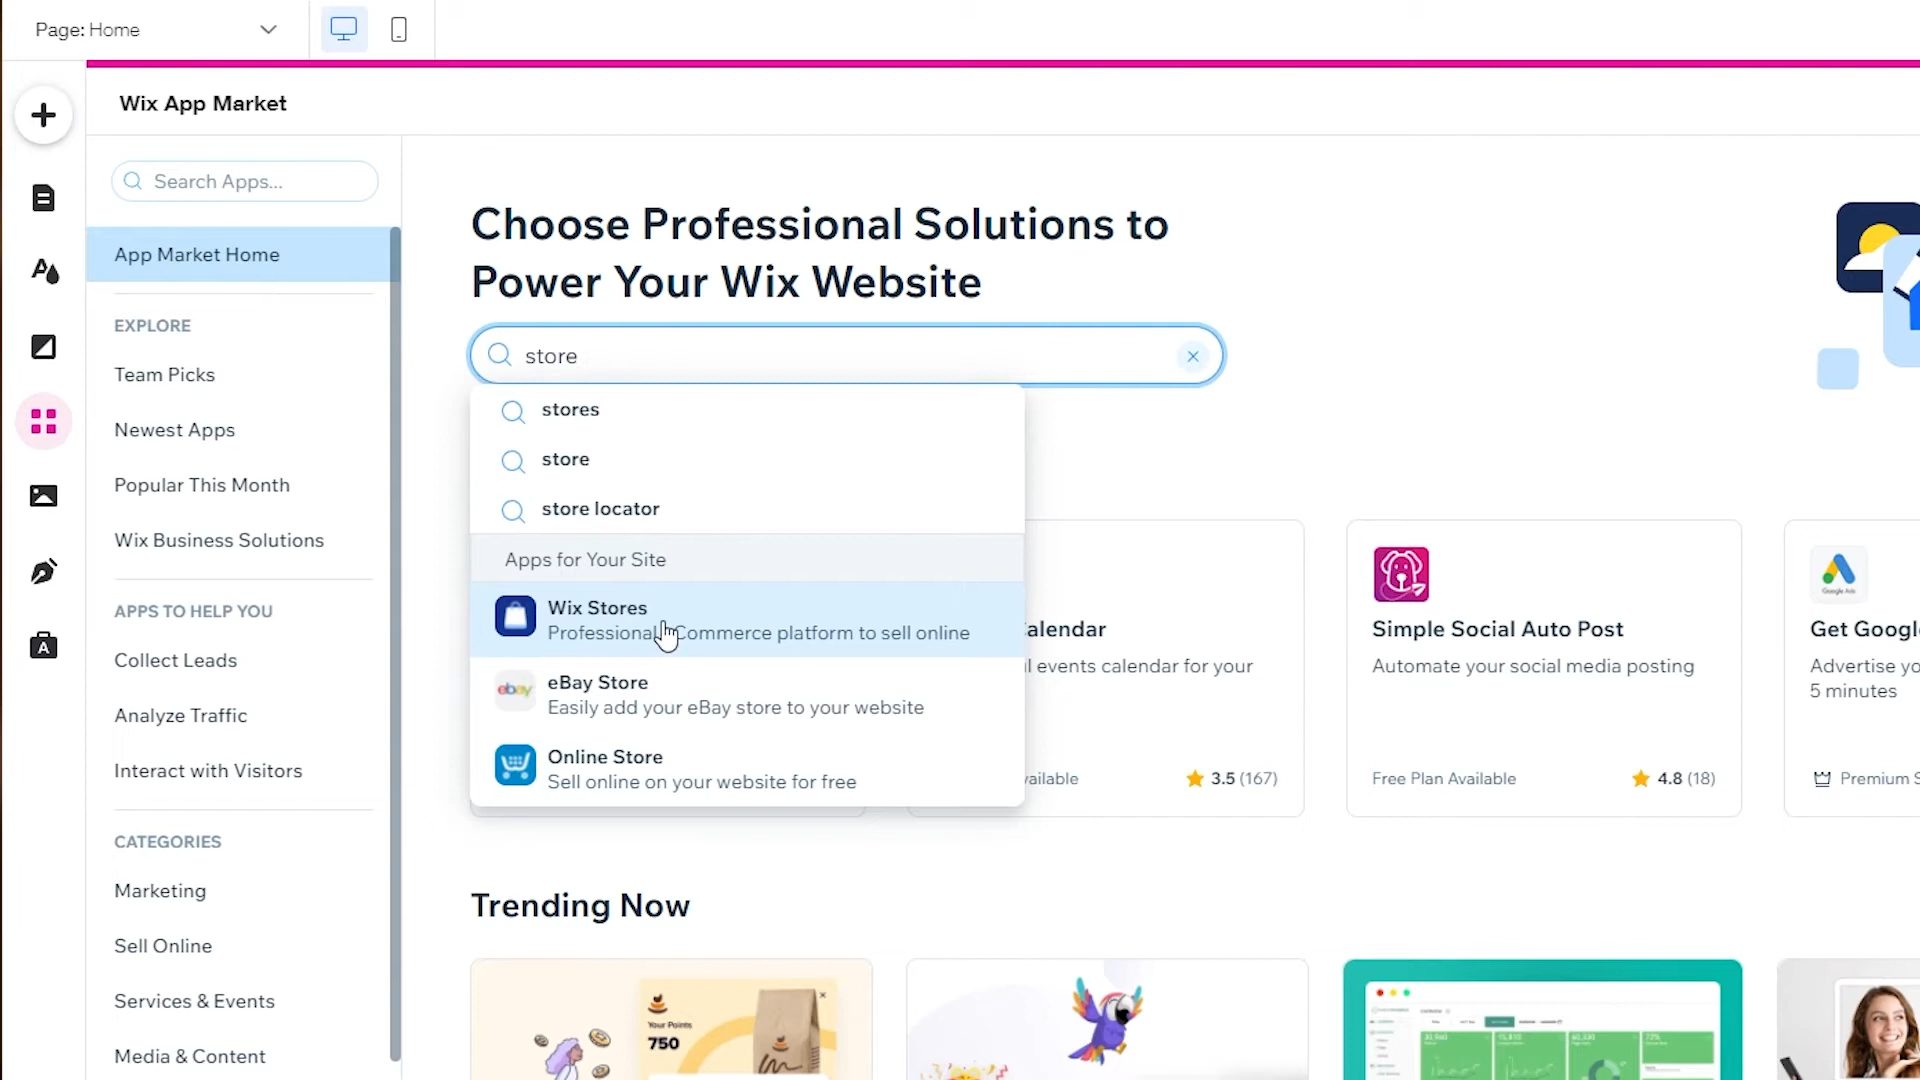 Page: Home
Wix App Market
Search Apps...
App Market Home
EXPLORE
Team Picks
Newest Apps
Popular This Month
Wix Business Solutions
APPS TO HELP YOU
Collect Leads
Analyze Traffic
Interact with Visitors
CATEGORIES
Marketing
Sell Online
Services & Events
Media & Content
Choose Professional Solutions to
Power Your Wix Website
store
stores
store
store locator
Apps for Your Site
Wix Stores
Professional Commerce platform to sell online
ebay
eBay Store
Easily add your eBay store to your website
Online Store
Sell online on your website for free
alendar
l events calendar for your
vailable
3.5 (167)
Simple Social Auto Post
Automate your social media posting
Free Plan Available
4.8 (18)
Google Ads
Get Googl
Advertise yo
5 minutes
Premium S
Trending Now
Your Points
750
A